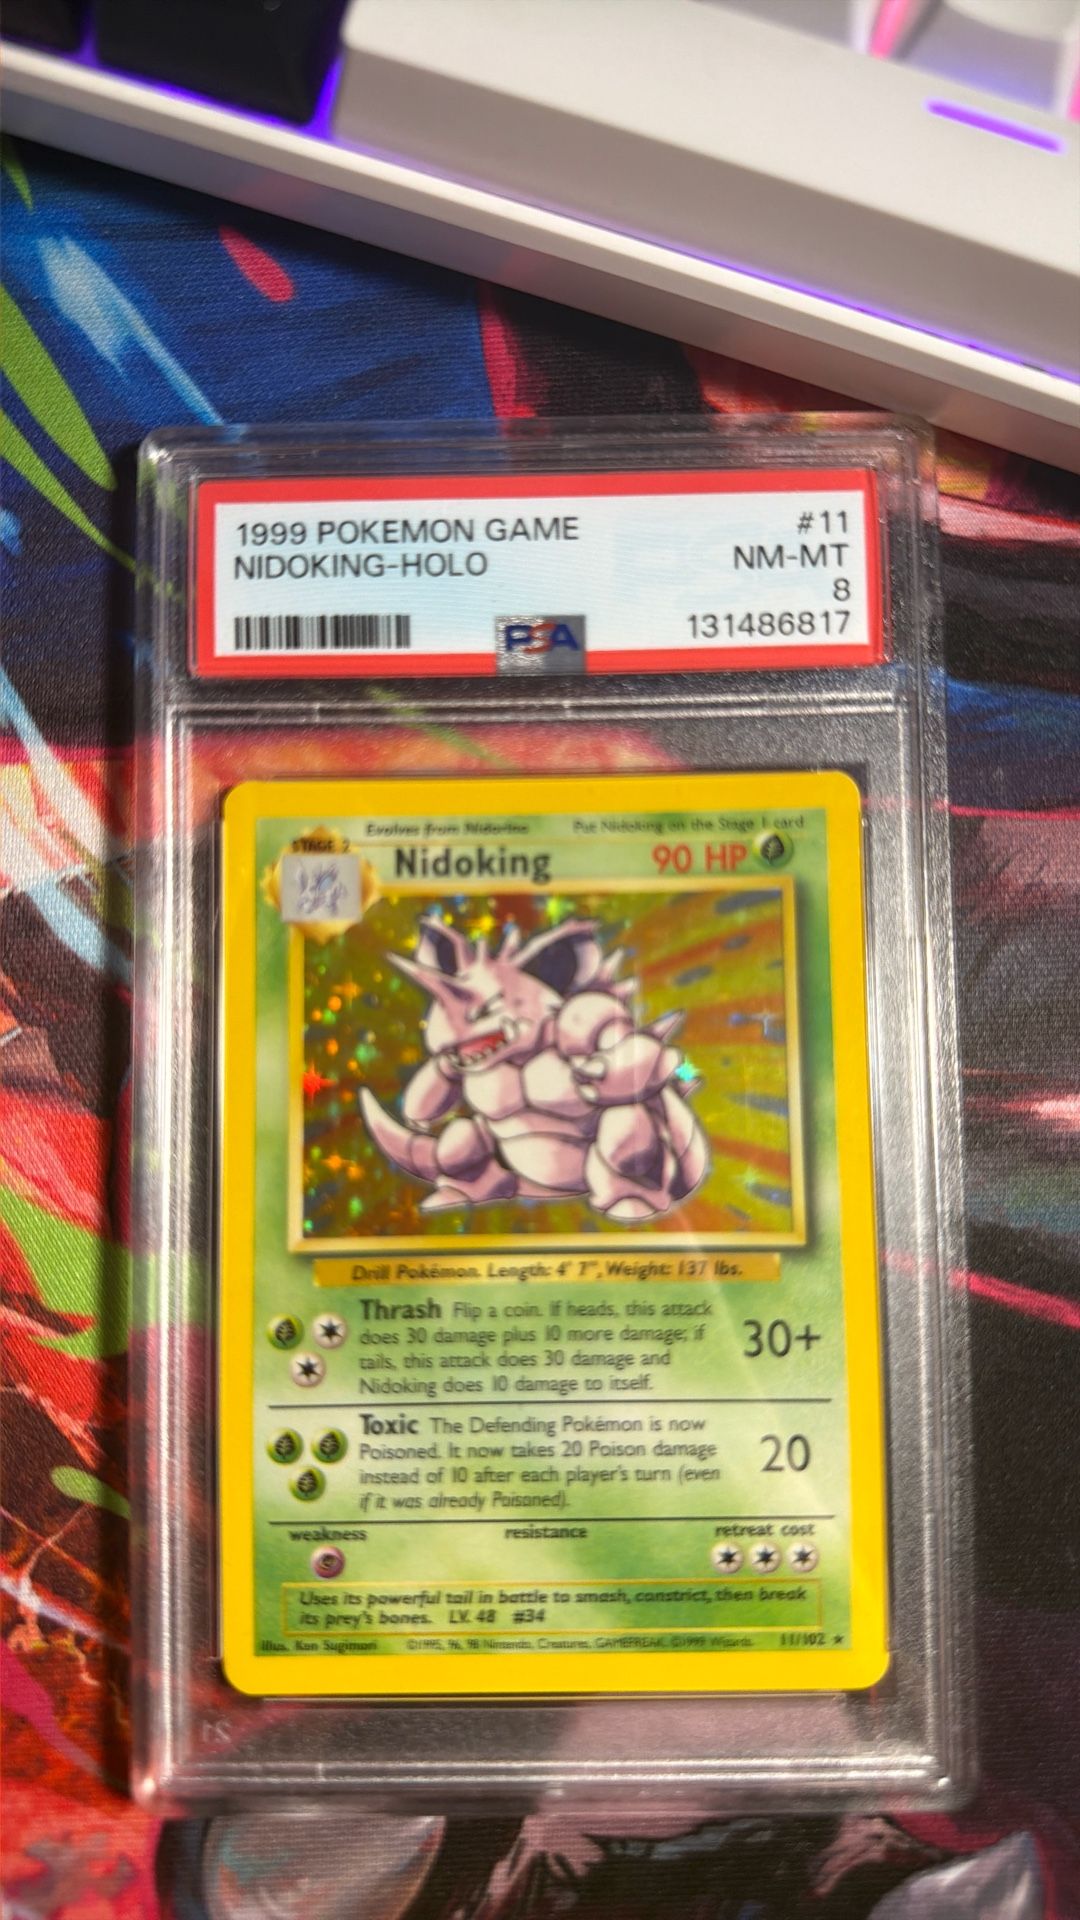 1999 POKEMON GAME #11
NIDOKING-HOLO NM-MT
8
PSA 131486817
Evolves from Nidorino Put Nidoking on the Stage 1 card
STAGE 2
Nidoking 90 HP
Drill Pokémon. Length: 4' 7", Weight: 137 lbs.
Thrash Flip a coin. If heads, this attack
does 30 damage plus 10 more damage; if
tails, this attack does 30 damage and
Nidoking does 10 damage to itself.
30+
Toxic The Defending Pokémon is now
Poisoned. It now takes 20 Poison damage
instead of 10 after each player's turn (even
if it was already Poisoned).
20
weakness resistance retreat cost
Uses its powerful tail in battle to smash, constrict, then break
its prey's bones. LV. 48 #34
Illus. Ken Sugimori ©1995, 96, 98 Nintendo, Creatures, GAMEFREAK. ©1999 Wizards. 11/102 ★